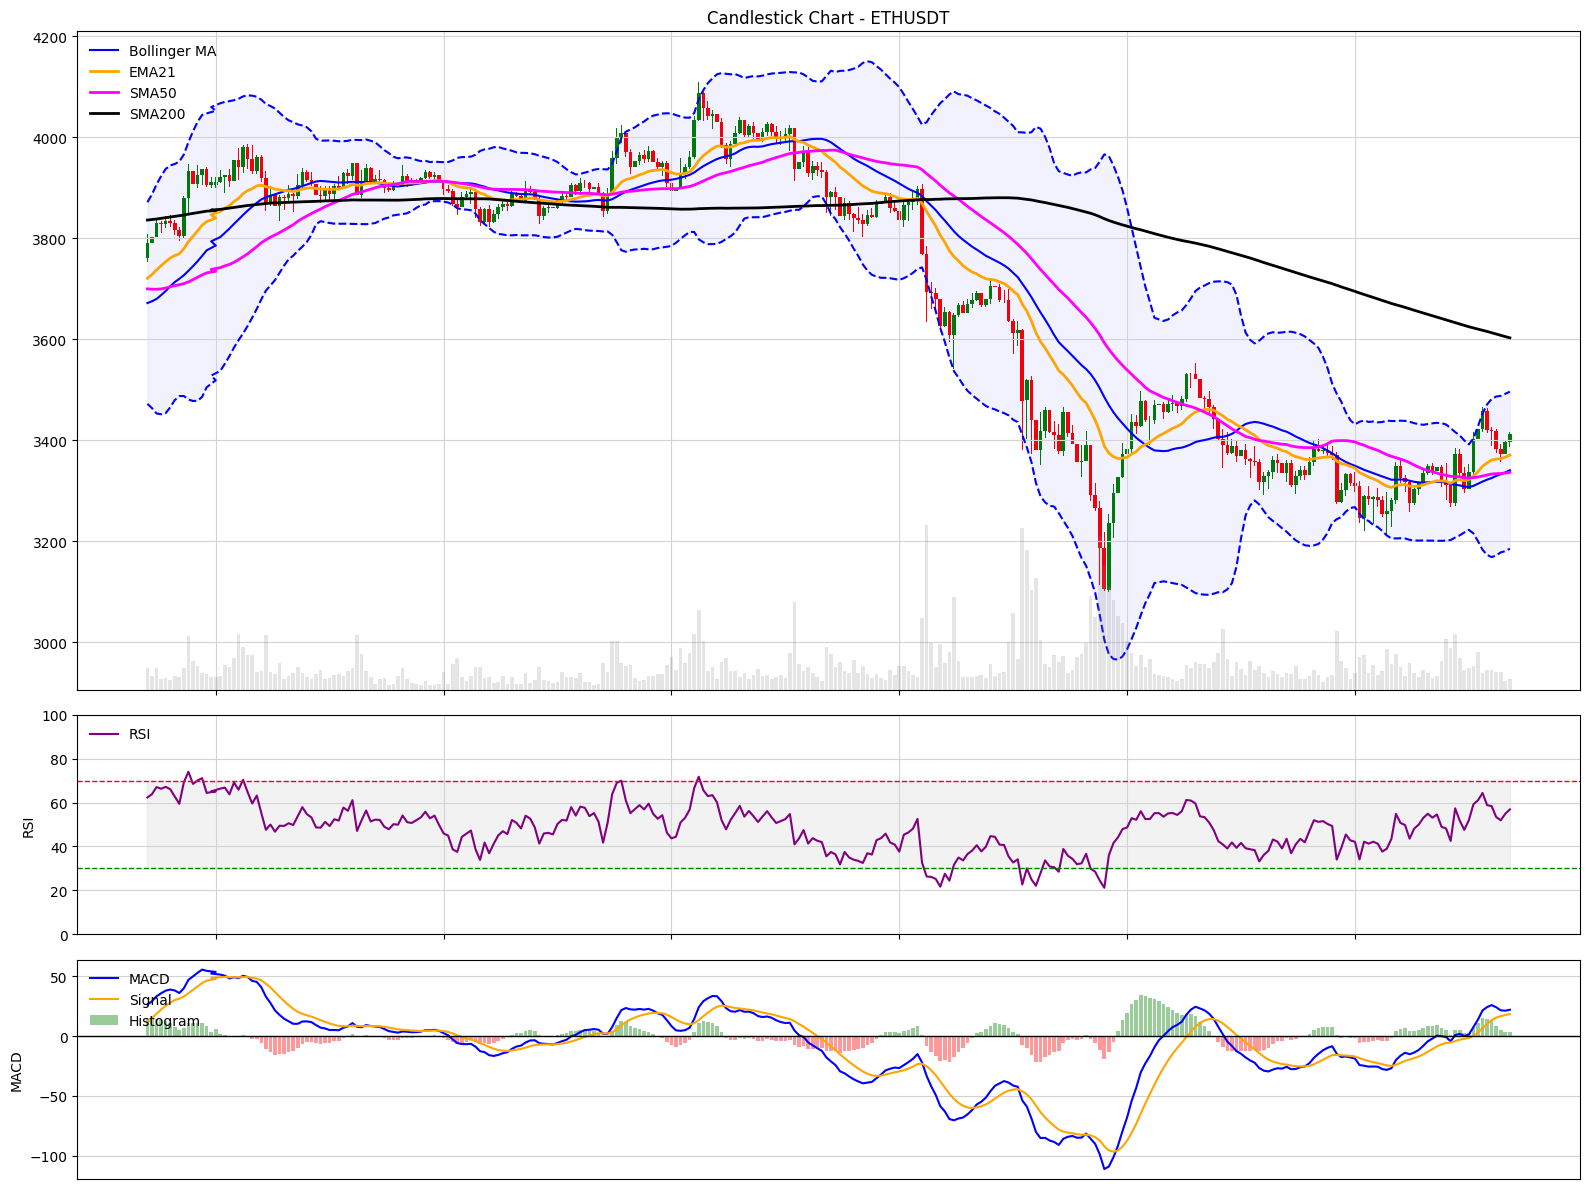 Candlestick Chart - ETHUSDT
4200
4000
3800
3600
3400
3200
3000
Bollinger MA
EMA21
SMA50
SMA200
100
80
60
40
20
0
RSI
RSI
50
0
−50
−100
MACD
MACD
Signal
Histogram